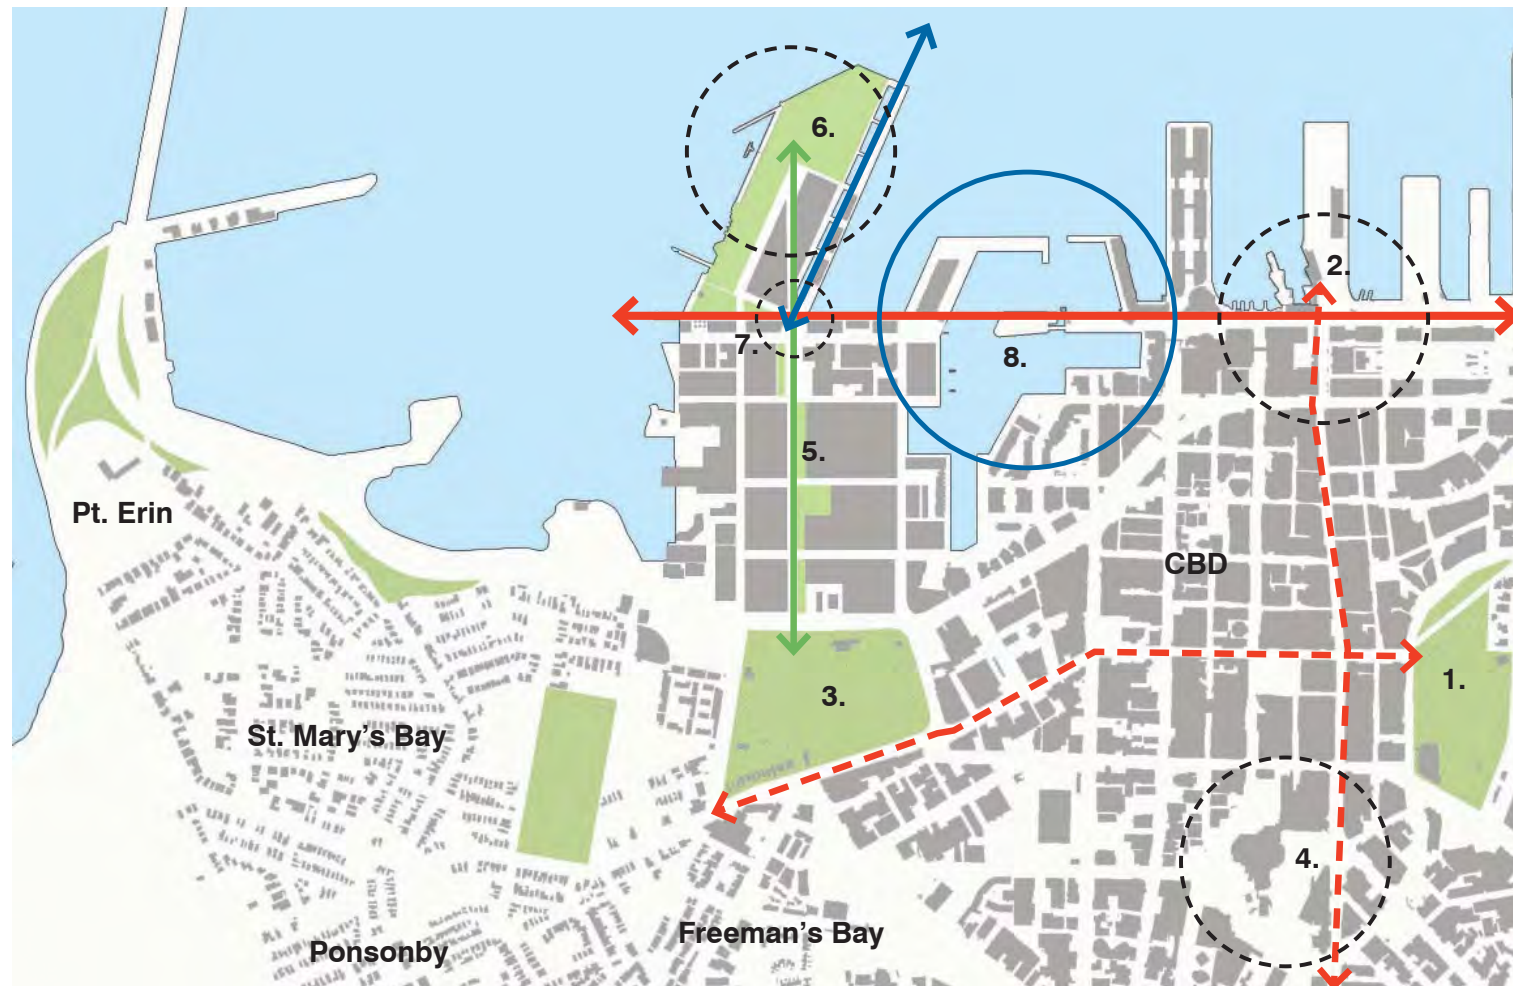 6.
2.
7.
8.
5.
Pt. Erin
CBD
1.
3.
St. Mary's Bay
4.
Freeman's Bay
Ponsonby